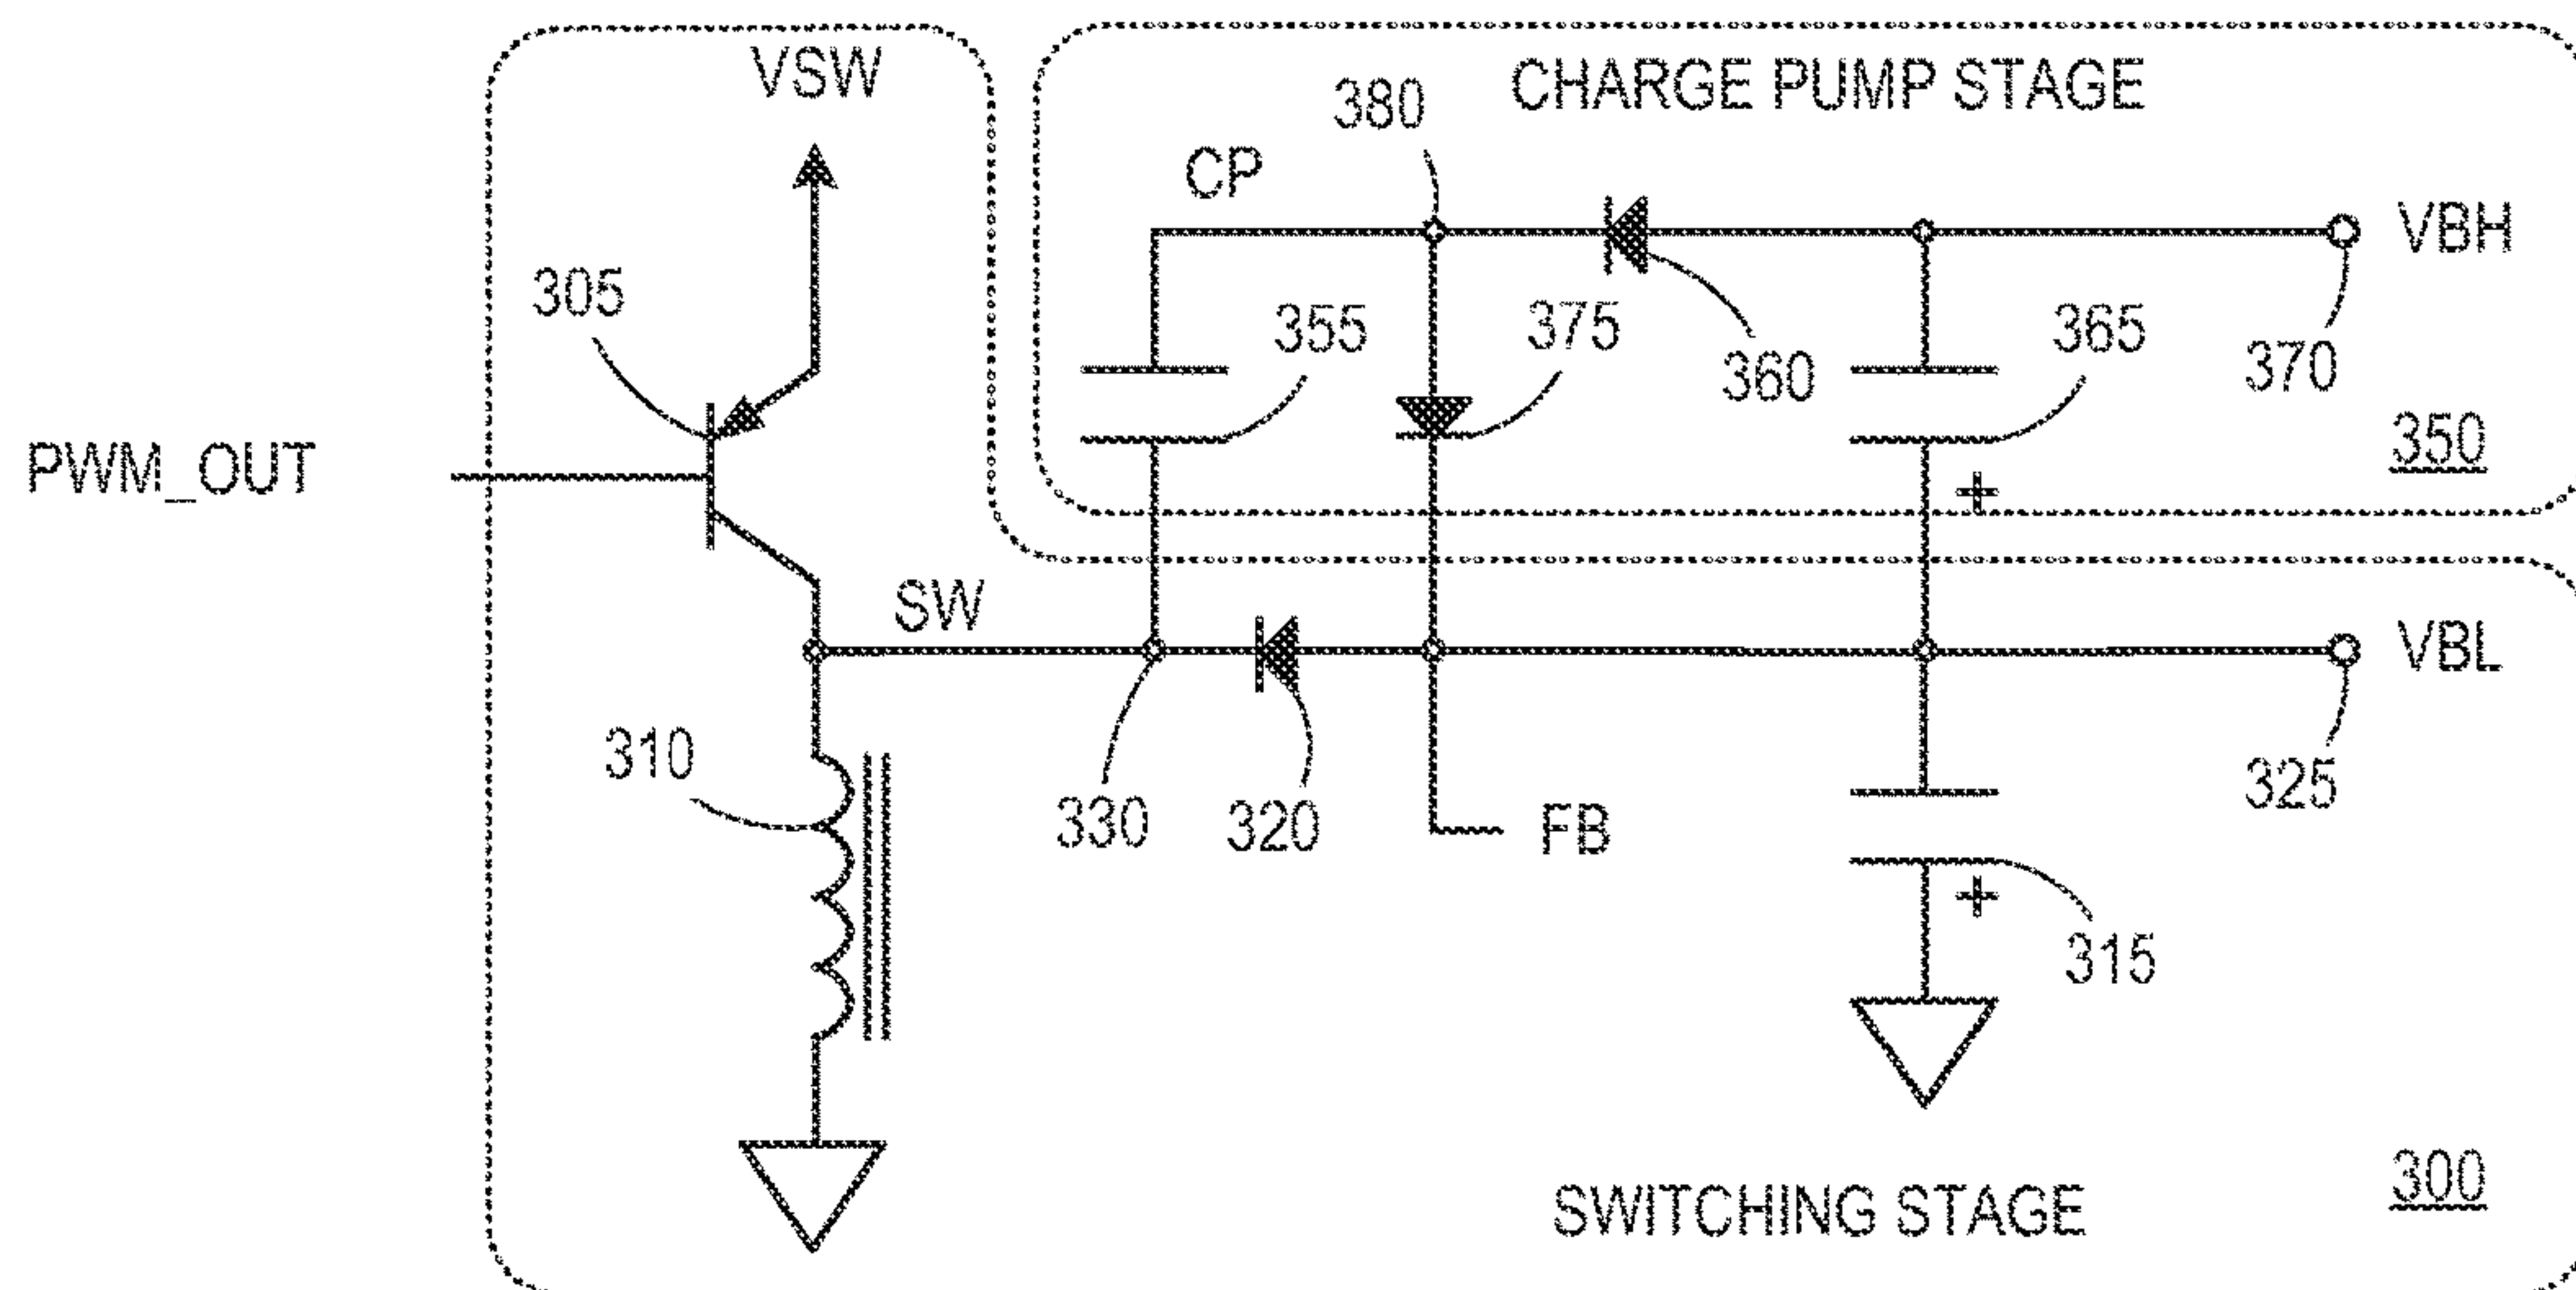 VSW
CHARGE PUMP STAGE
380
CP
VBH
305
355
375
360
365
370
350
PWM_OUT
+
SW
VBL
310
330
320
FB
325
+
315
SWITCHING STAGE
300